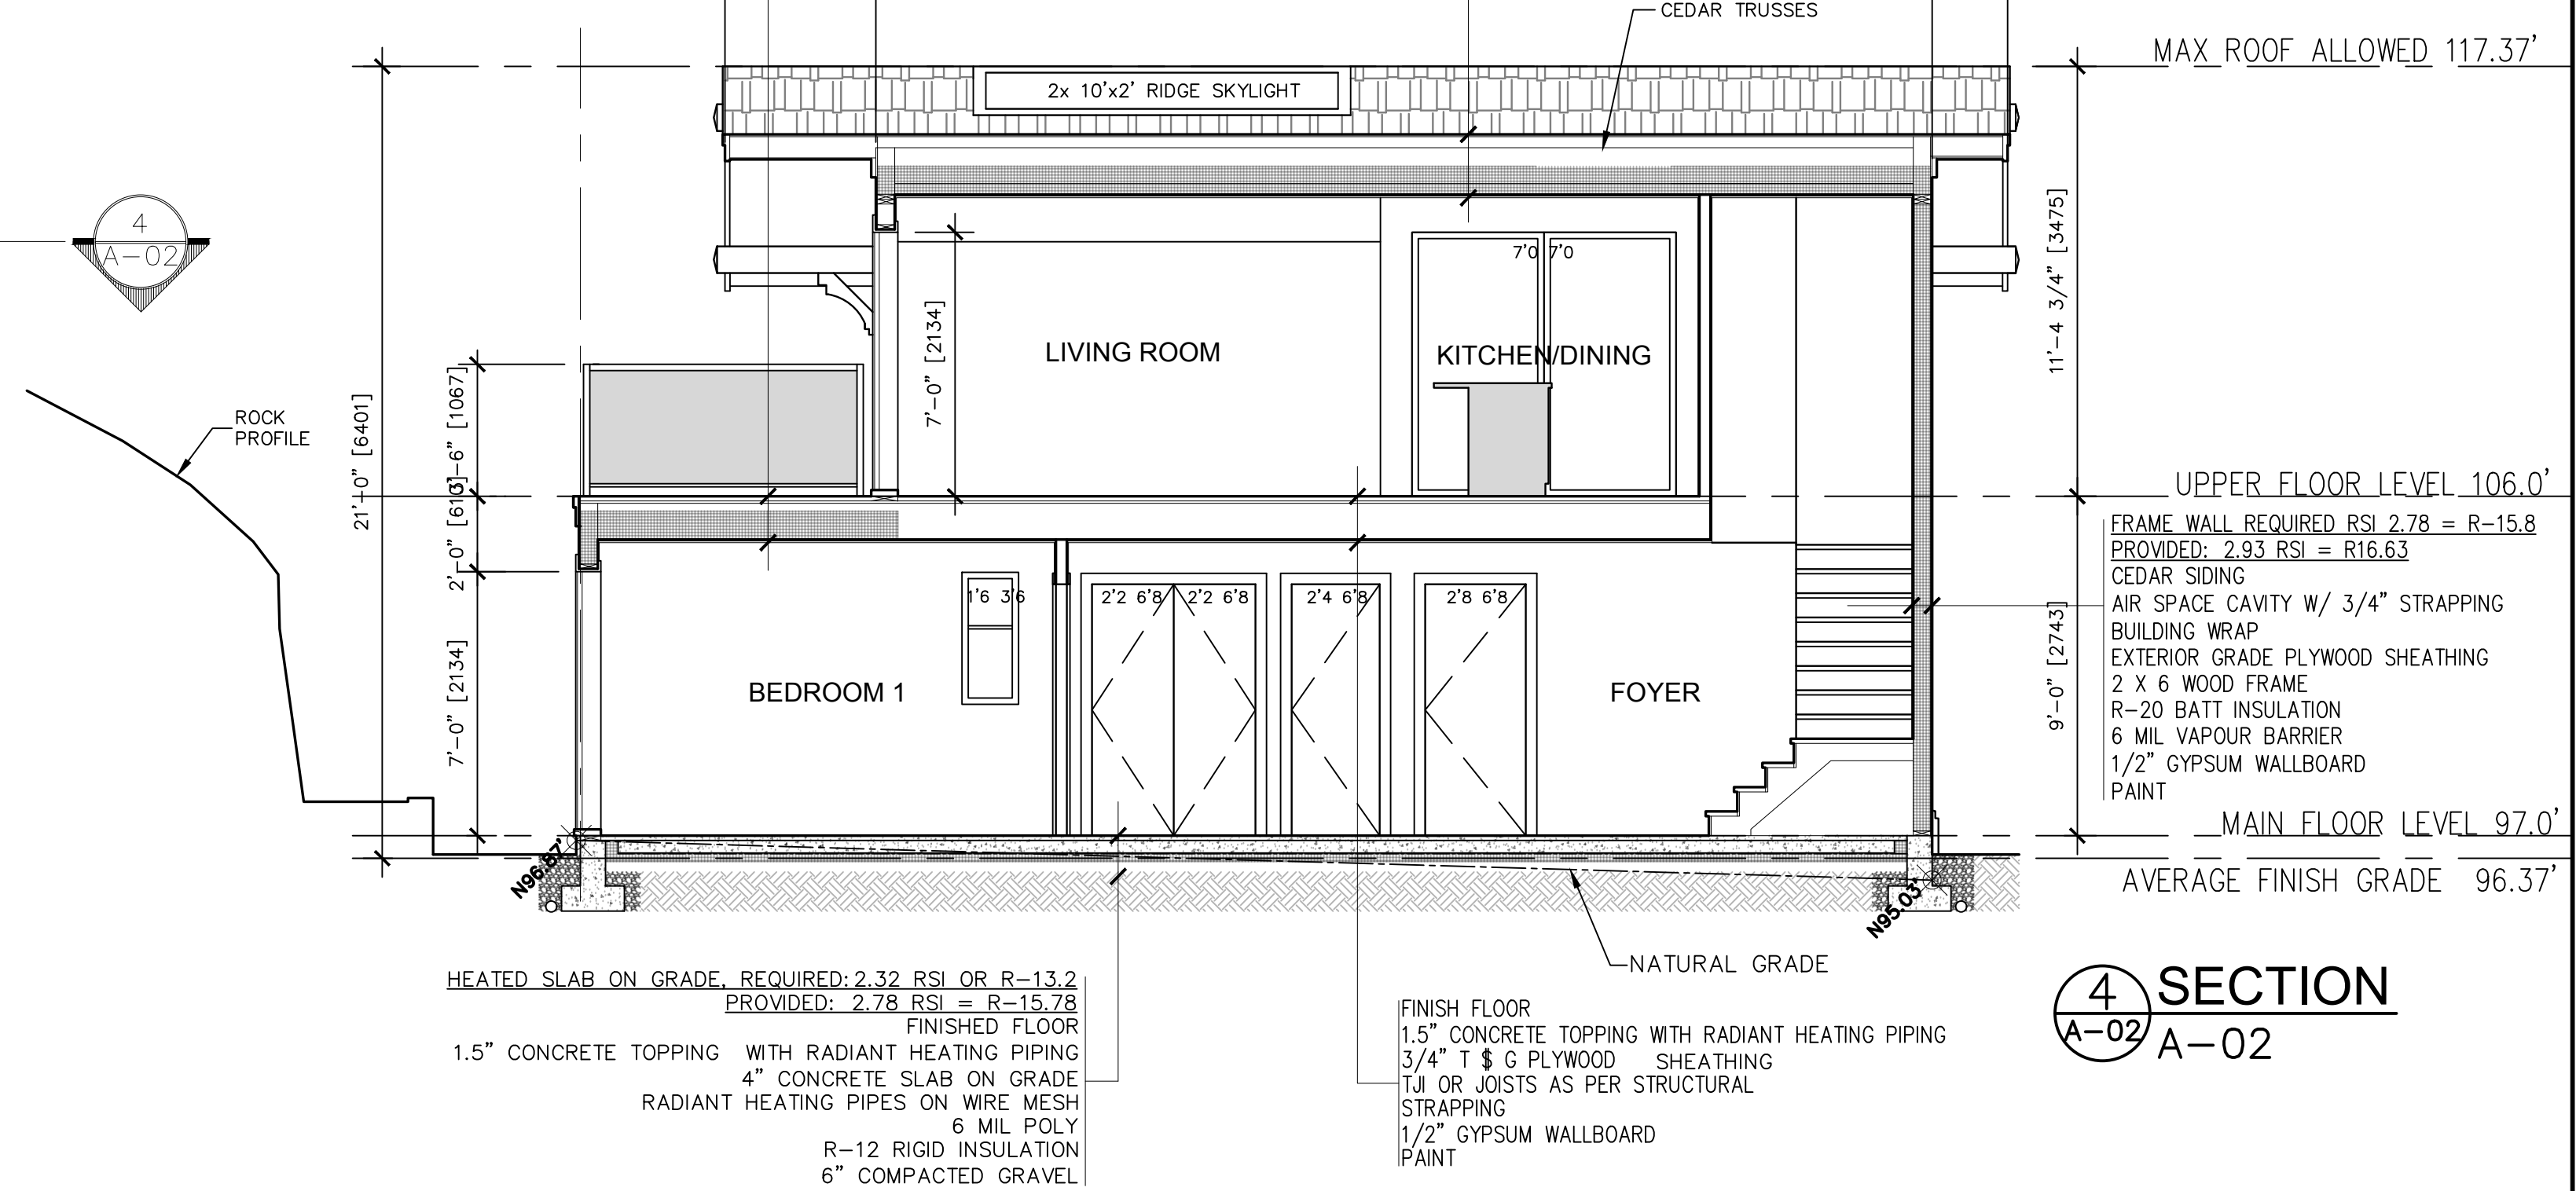 CEDAR TRUSSES
MAX ROOF ALLOWED 117.37'
2x 10'x2' RIDGE SKYLIGHT
4
A-02
21'-0" [6401]
3'-6" [1067]
2'-0" [610]
7'-0" [2134]
ROCK
PROFILE
7'-0" [2134]
LIVING ROOM
7'0 7'0
KITCHEN/DINING
11'-4 3/4" [3475]
UPPER FLOOR LEVEL 106.0'
FRAME WALL REQUIRED RSI 2.78 = R-15.8
PROVIDED: 2.93 RSI = R16.63
CEDAR SIDING
AIR SPACE CAVITY W/ 3/4" STRAPPING
BUILDING WRAP
EXTERIOR GRADE PLYWOOD SHEATHING
2 X 6 WOOD FRAME
R-20 BATT INSULATION
6 MIL VAPOUR BARRIER
1/2" GYPSUM WALLBOARD
PAINT
9'-0" [2743]
1'6 3'6
2'2 6'8 2'2 6'8
2'4 6'8
2'8 6'8
BEDROOM 1
FOYER
MAIN FLOOR LEVEL 97.0'
AVERAGE FINISH GRADE 96.37'
N96.67'
N95.03'
NATURAL GRADE
HEATED SLAB ON GRADE, REQUIRED: 2.32 RSI OR R-13.2
PROVIDED: 2.78 RSI = R-15.78
FINISHED FLOOR
1.5" CONCRETE TOPPING WITH RADIANT HEATING PIPING
4" CONCRETE SLAB ON GRADE
RADIANT HEATING PIPES ON WIRE MESH
6 MIL POLY
R-12 RIGID INSULATION
6" COMPACTED GRAVEL
FINISH FLOOR
1.5" CONCRETE TOPPING WITH RADIANT HEATING PIPING
3/4" T $ G PLYWOOD SHEATHING
TJI OR JOISTS AS PER STRUCTURAL
STRAPPING
1/2" GYPSUM WALLBOARD
PAINT
4
A-02
SECTION
A-02